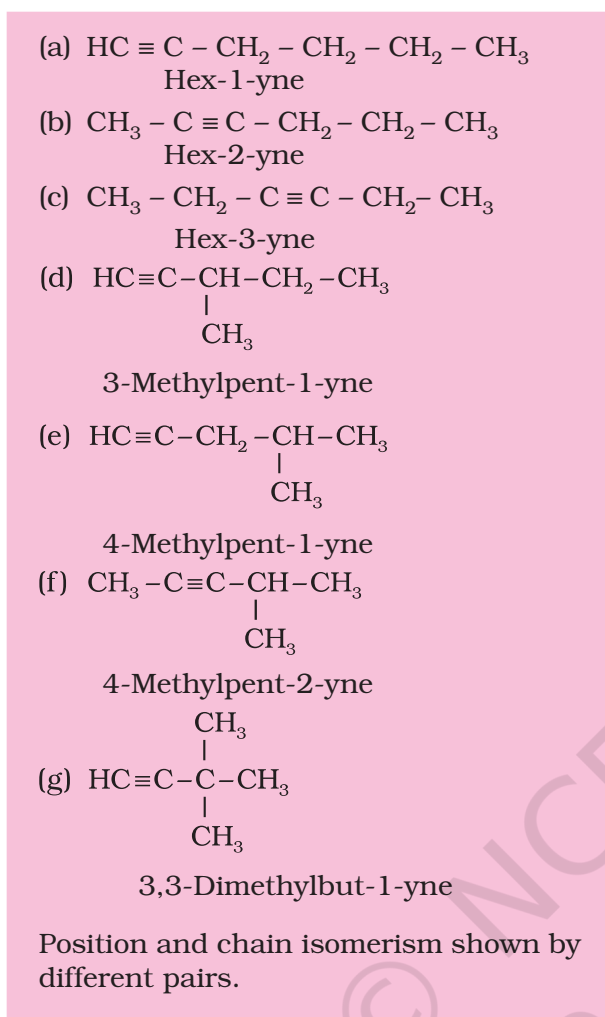 (a) HC ≡ C – CH₂ – CH₂ – CH₂ – CH₃
Hex-1-yne
(b) CH₃ – C ≡ C – CH₂ – CH₂ – CH₃
Hex-2-yne
(c) CH₃ – CH₂ – C ≡ C – CH₂– CH₃
Hex-3-yne
(d) HC≡C–CH–CH₂–CH₃
|
CH₃
3-Methylpent-1-yne
(e) HC≡C–CH₂–CH–CH₃
|
CH₃
4-Methylpent-1-yne
(f) CH₃–C≡C–CH–CH₃
|
CH₃
4-Methylpent-2-yne
CH₃
|
(g) HC≡C–C–CH₃
|
CH₃
3,3-Dimethylbut-1-yne
Position and chain isomerism shown by
different pairs.
© NC